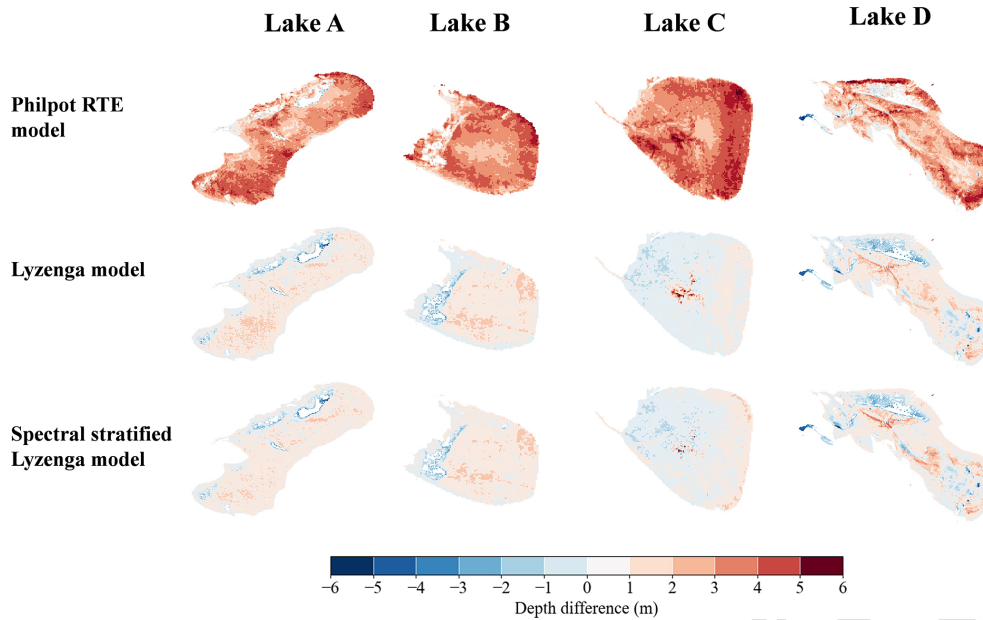 Lake A
Lake B
Lake C
Lake D
Philpot RTE
model
Lyzenga model
Spectral stratified
Lyzenga model
−6 −5 −4 −3 −2 −1 0 1 2 3 4 5 6
Depth difference (m)